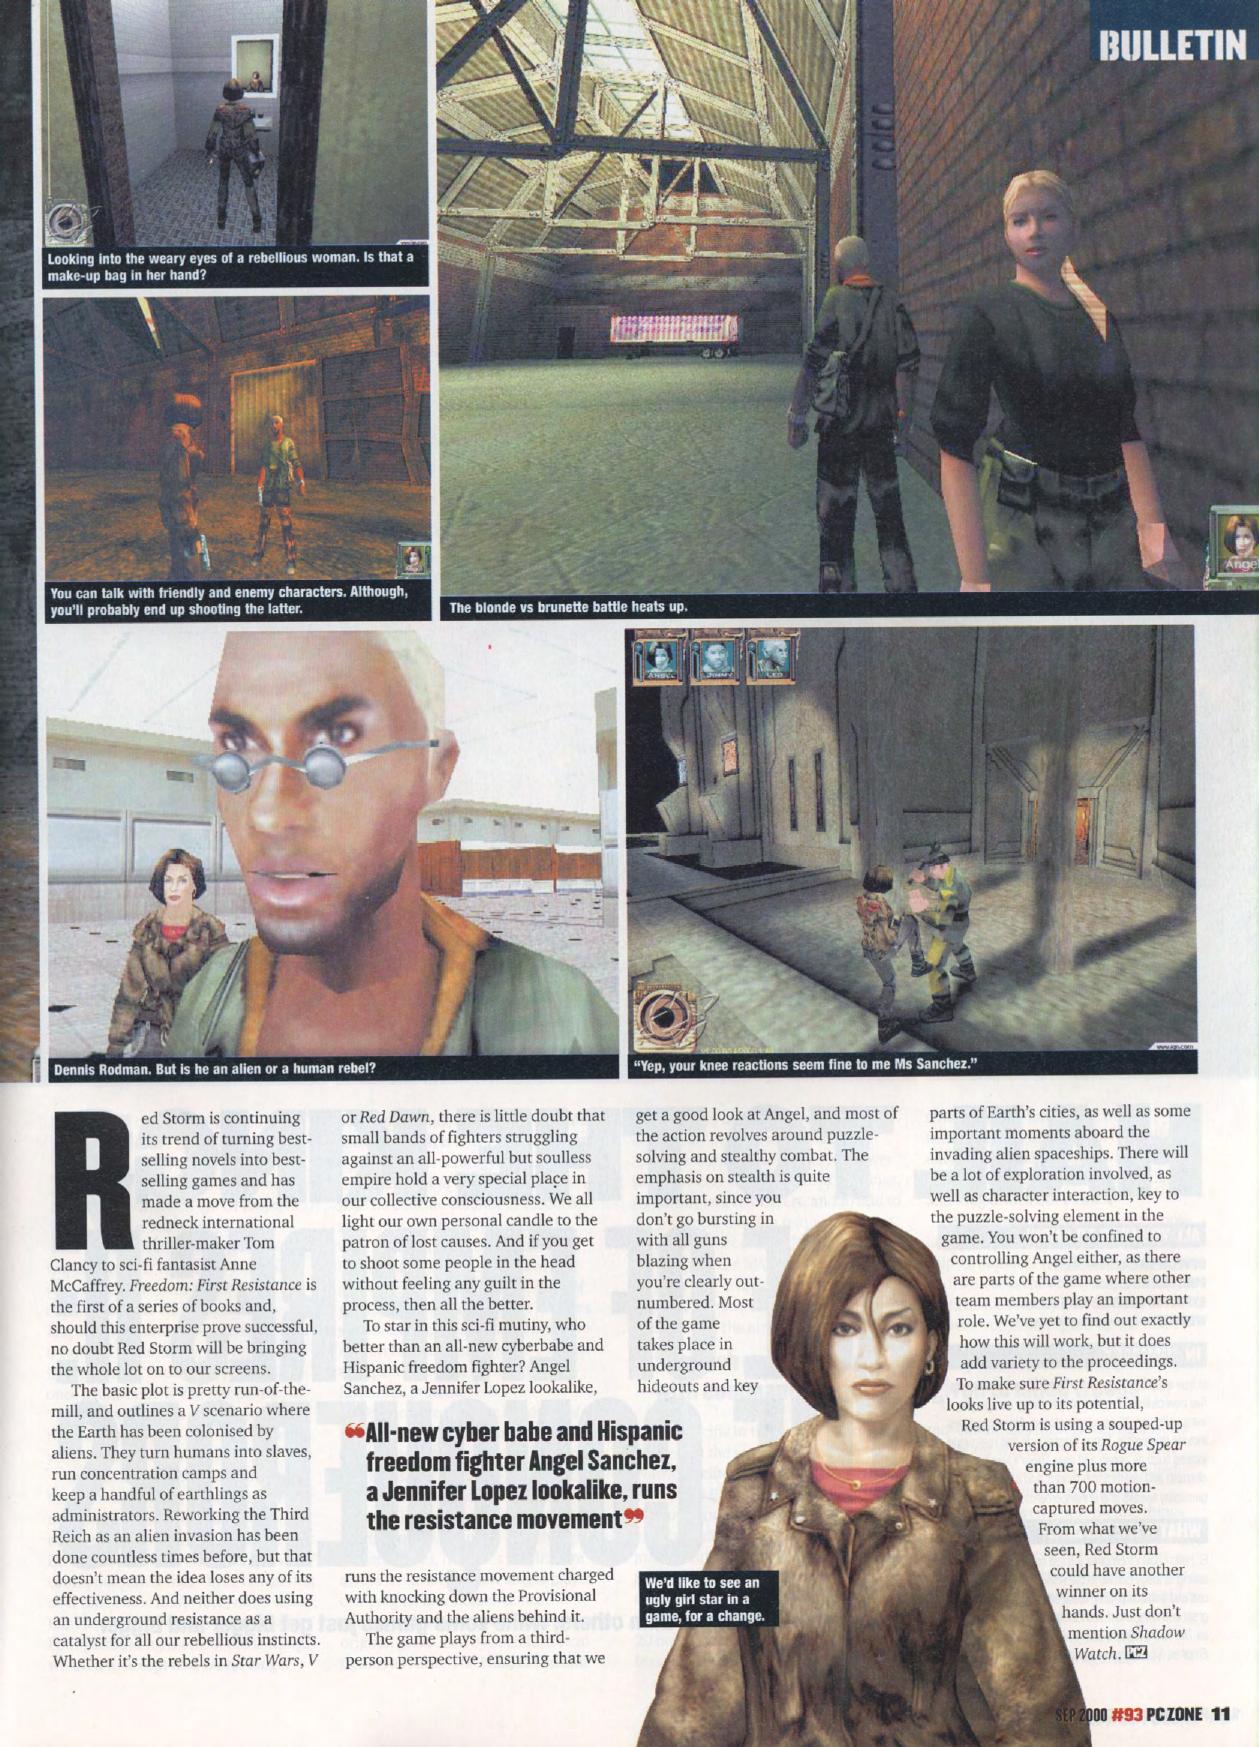 BULLETIN
Looking into the weary eyes of a rebellious woman. Is that a
make-up bag in her hand?
You can talk with friendly and enemy characters. Although,
you'll probably end up shooting the latter.
Angel
The blonde vs brunette battle heats up.
ANGEL
JIMMY
LEO
Dennis Rodman. But is he an alien or a human rebel?
www.ign.com
"Yep, your knee reactions seem fine to me Ms Sanchez."
Red Storm is continuing
its trend of turning best-
selling novels into best-
selling games and has
made a move from the
redneck international
thriller-maker Tom
Clancy to sci-fi fantasist Anne
McCaffrey. Freedom: First Resistance is
the first of a series of books and,
should this enterprise prove successful,
no doubt Red Storm will be bringing
the whole lot on to our screens.
The basic plot is pretty run-of-the-
mill, and outlines a V scenario where
the Earth has been colonised by
aliens. They turn humans into slaves,
run concentration camps and
keep a handful of earthlings as
administrators. Reworking the Third
Reich as an alien invasion has been
done countless times before, but that
doesn't mean the idea loses any of its
effectiveness. And neither does using
an underground resistance as a
catalyst for all our rebellious instincts.
Whether it's the rebels in Star Wars, V
or Red Dawn, there is little doubt that
small bands of fighters struggling
against an all-powerful but soulless
empire hold a very special place in
our collective consciousness. We all
light our own personal candle to the
patron of lost causes. And if you get
to shoot some people in the head
without feeling any guilt in the
process, then all the better.
To star in this sci-fi mutiny, who
better than an all-new cyberbabe and
Hispanic freedom fighter? Angel
Sanchez, a Jennifer Lopez lookalike,
“All-new cyber babe and Hispanic
freedom fighter Angel Sanchez,
a Jennifer Lopez lookalike, runs
the resistance movement”
runs the resistance movement charged
with knocking down the Provisional
Authority and the aliens behind it.
The game plays from a third-
person perspective, ensuring that we
get a good look at Angel, and most of
the action revolves around puzzle-
solving and stealthy combat. The
emphasis on stealth is quite
important, since you
don't go bursting in
with all guns
blazing when
you're clearly out-
numbered. Most
of the game
takes place in
underground
hideouts and key
We'd like to see an
ugly girl star in a
game, for a change.
parts of Earth's cities, as well as some
important moments aboard the
invading alien spaceships. There will
be a lot of exploration involved, as
well as character interaction, key to
the puzzle-solving element in the
game. You won't be confined to
controlling Angel either, as there
are parts of the game where other
team members play an important
role. We've yet to find out exactly
how this will work, but it does
add variety to the proceedings.
To make sure First Resistance's
looks live up to its potential,
Red Storm is using a souped-up
version of its Rogue Spear
engine plus more
than 700 motion-
captured moves.
From what we've
seen, Red Storm
could have another
winner on its
hands. Just don't
mention Shadow
Watch. PCZ
SEP 2000 #93 PC ZONE 11